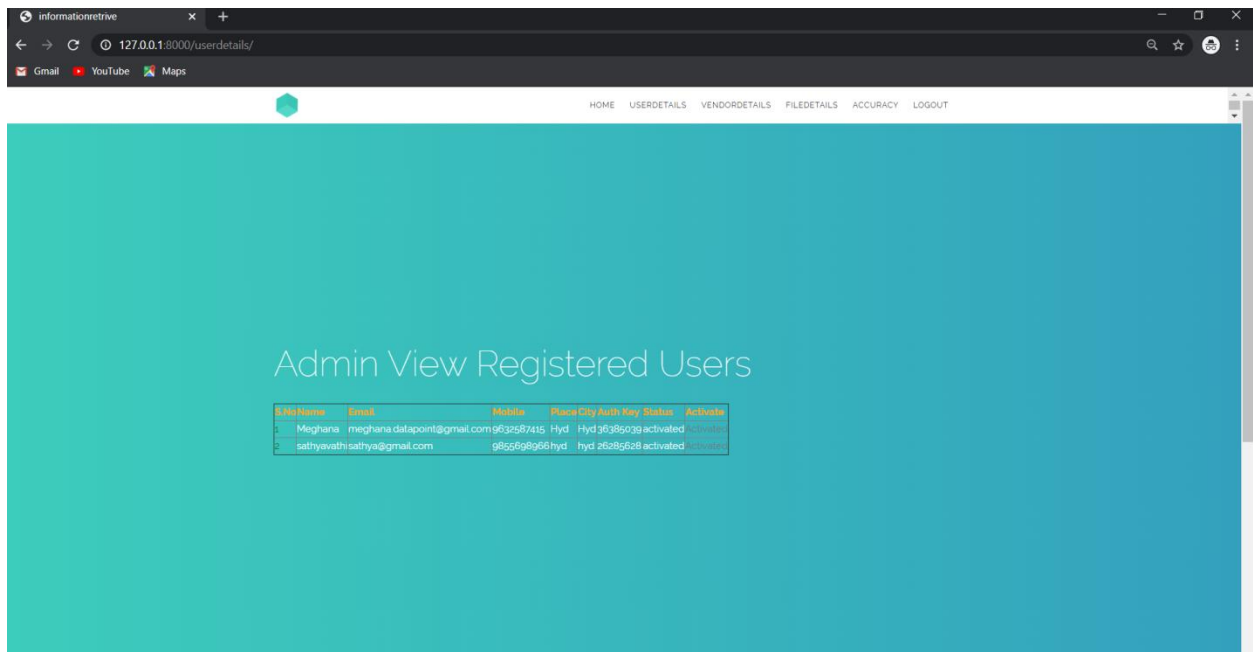 informationretrive
127.0.0.1:8000/userdetails/
Gmail YouTube Maps
HOME USERDETAILS VENDORDETAILS FILEDETAILS ACCURACY LOGOUT
Admin View Registered Users
S.No Name Email Mobile Place City Auth Key Status Activate
1 Meghana meghana.datapoint@gmail.com 9632587415 Hyd Hyd 36385039 activated Activated
2 sathyavathi sathya@gmail.com 9855698966 hyd hyd 26285628 activated Activated